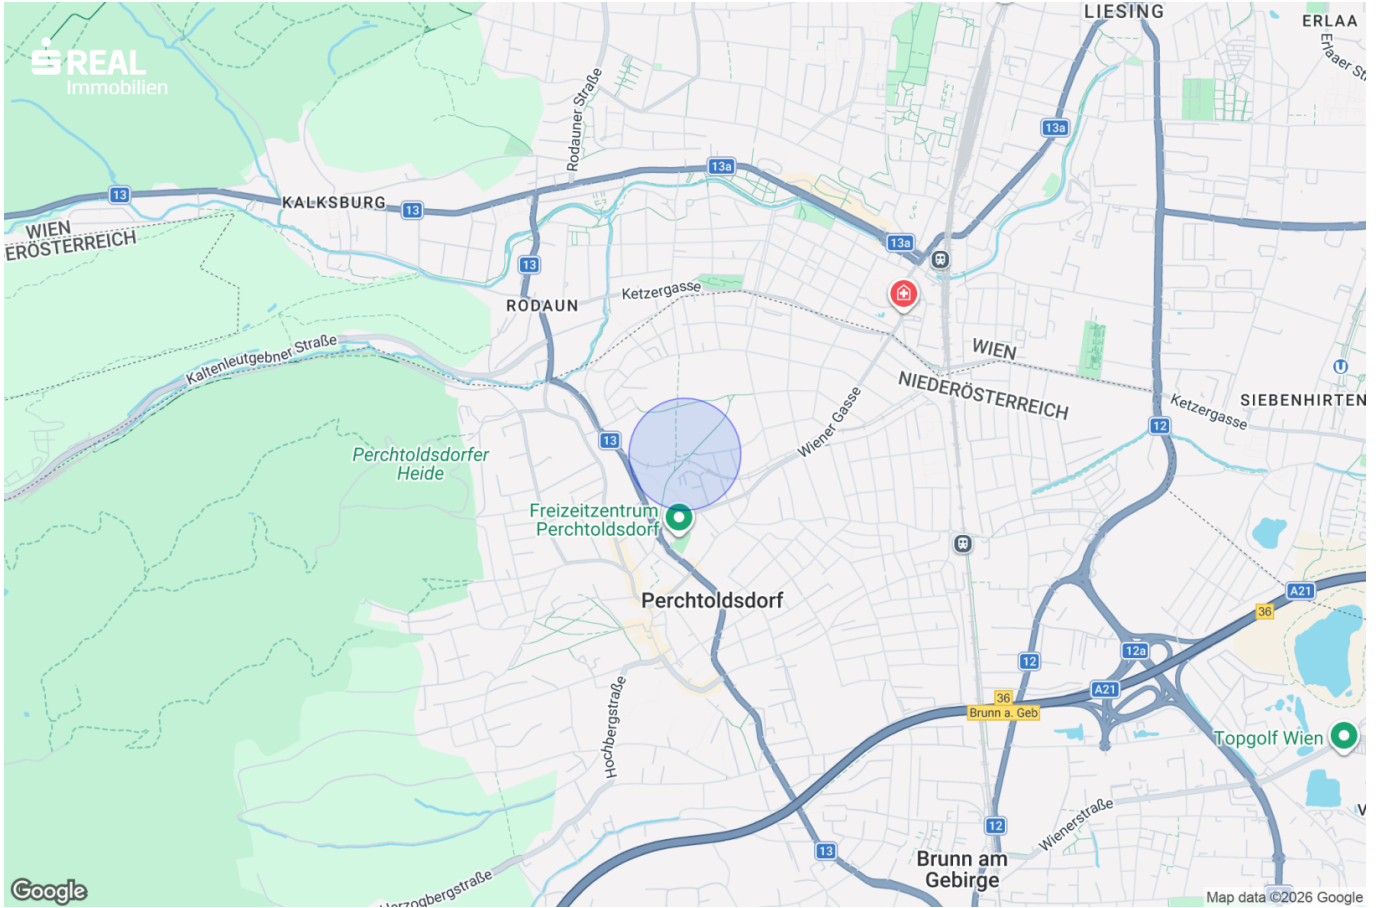 LIESING
ERLAA
Erlaaer St
REAL
Immobilien
Rodauner Straße
13a
13a
13
KALKSBURG
13
WIEN
ERÖSTERREICH
13a
13
Ketzergasse
RODAUN
Kaltenleutgebner Straße
WIEN
NIEDERÖSTERREICH
Ketzergasse
SIEBENHIRTEN
U
Wiener Gasse
12
13
Perchtoldsdorfer
Heide
Freizeitzentrum
Perchtoldsdorf
Perchtoldsdorf
A21
36
12a
12
A21
36
Brunn a. Geb
Hochbergstraße
Topgolf Wien
V
Wienerstraße
12
13
Brunn am
Gebirge
Herzogbergstraße
Google
Map data ©2026 Google